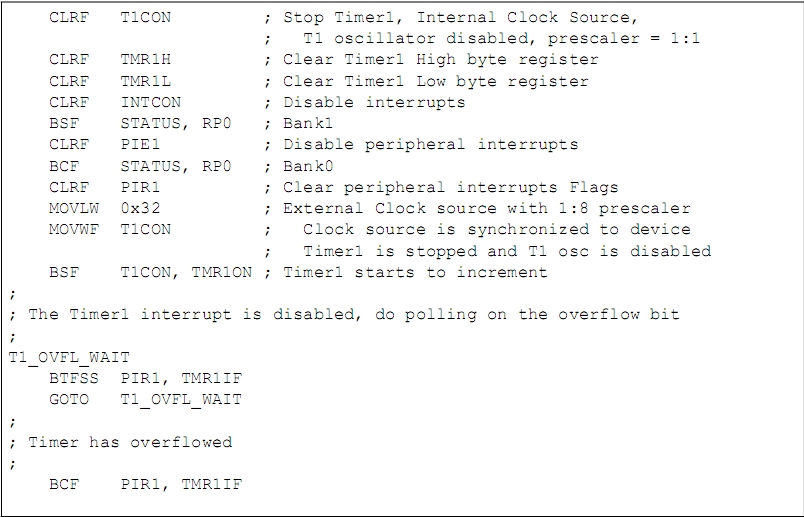 CLRF T1CON ; Stop Timer1, Internal Clock Source,
; T1 oscillator disabled, prescaler = 1:1
CLRF TMR1H ; Clear Timer1 High byte register
CLRF TMR1L ; Clear Timer1 Low byte register
CLRF INTCON ; Disable interrupts
BSF STATUS, RP0 ; Bank1
CLRF PIE1 ; Disable peripheral interrupts
BCF STATUS, RP0 ; Bank0
CLRF PIR1 ; Clear peripheral interrupts Flags
MOVLW 0x32 ; External Clock source with 1:8 prescaler
MOVWF T1CON ; Clock source is synchronized to device
; Timer1 is stopped and T1 osc is disabled
BSF T1CON, TMR1ON ; Timer1 starts to increment
;
; The Timer1 interrupt is disabled, do polling on the overflow bit
;
T1_OVFL_WAIT
BTFSS PIR1, TMR1IF
GOTO T1_OVFL_WAIT
;
; Timer has overflowed
;
BCF PIR1, TMR1IF